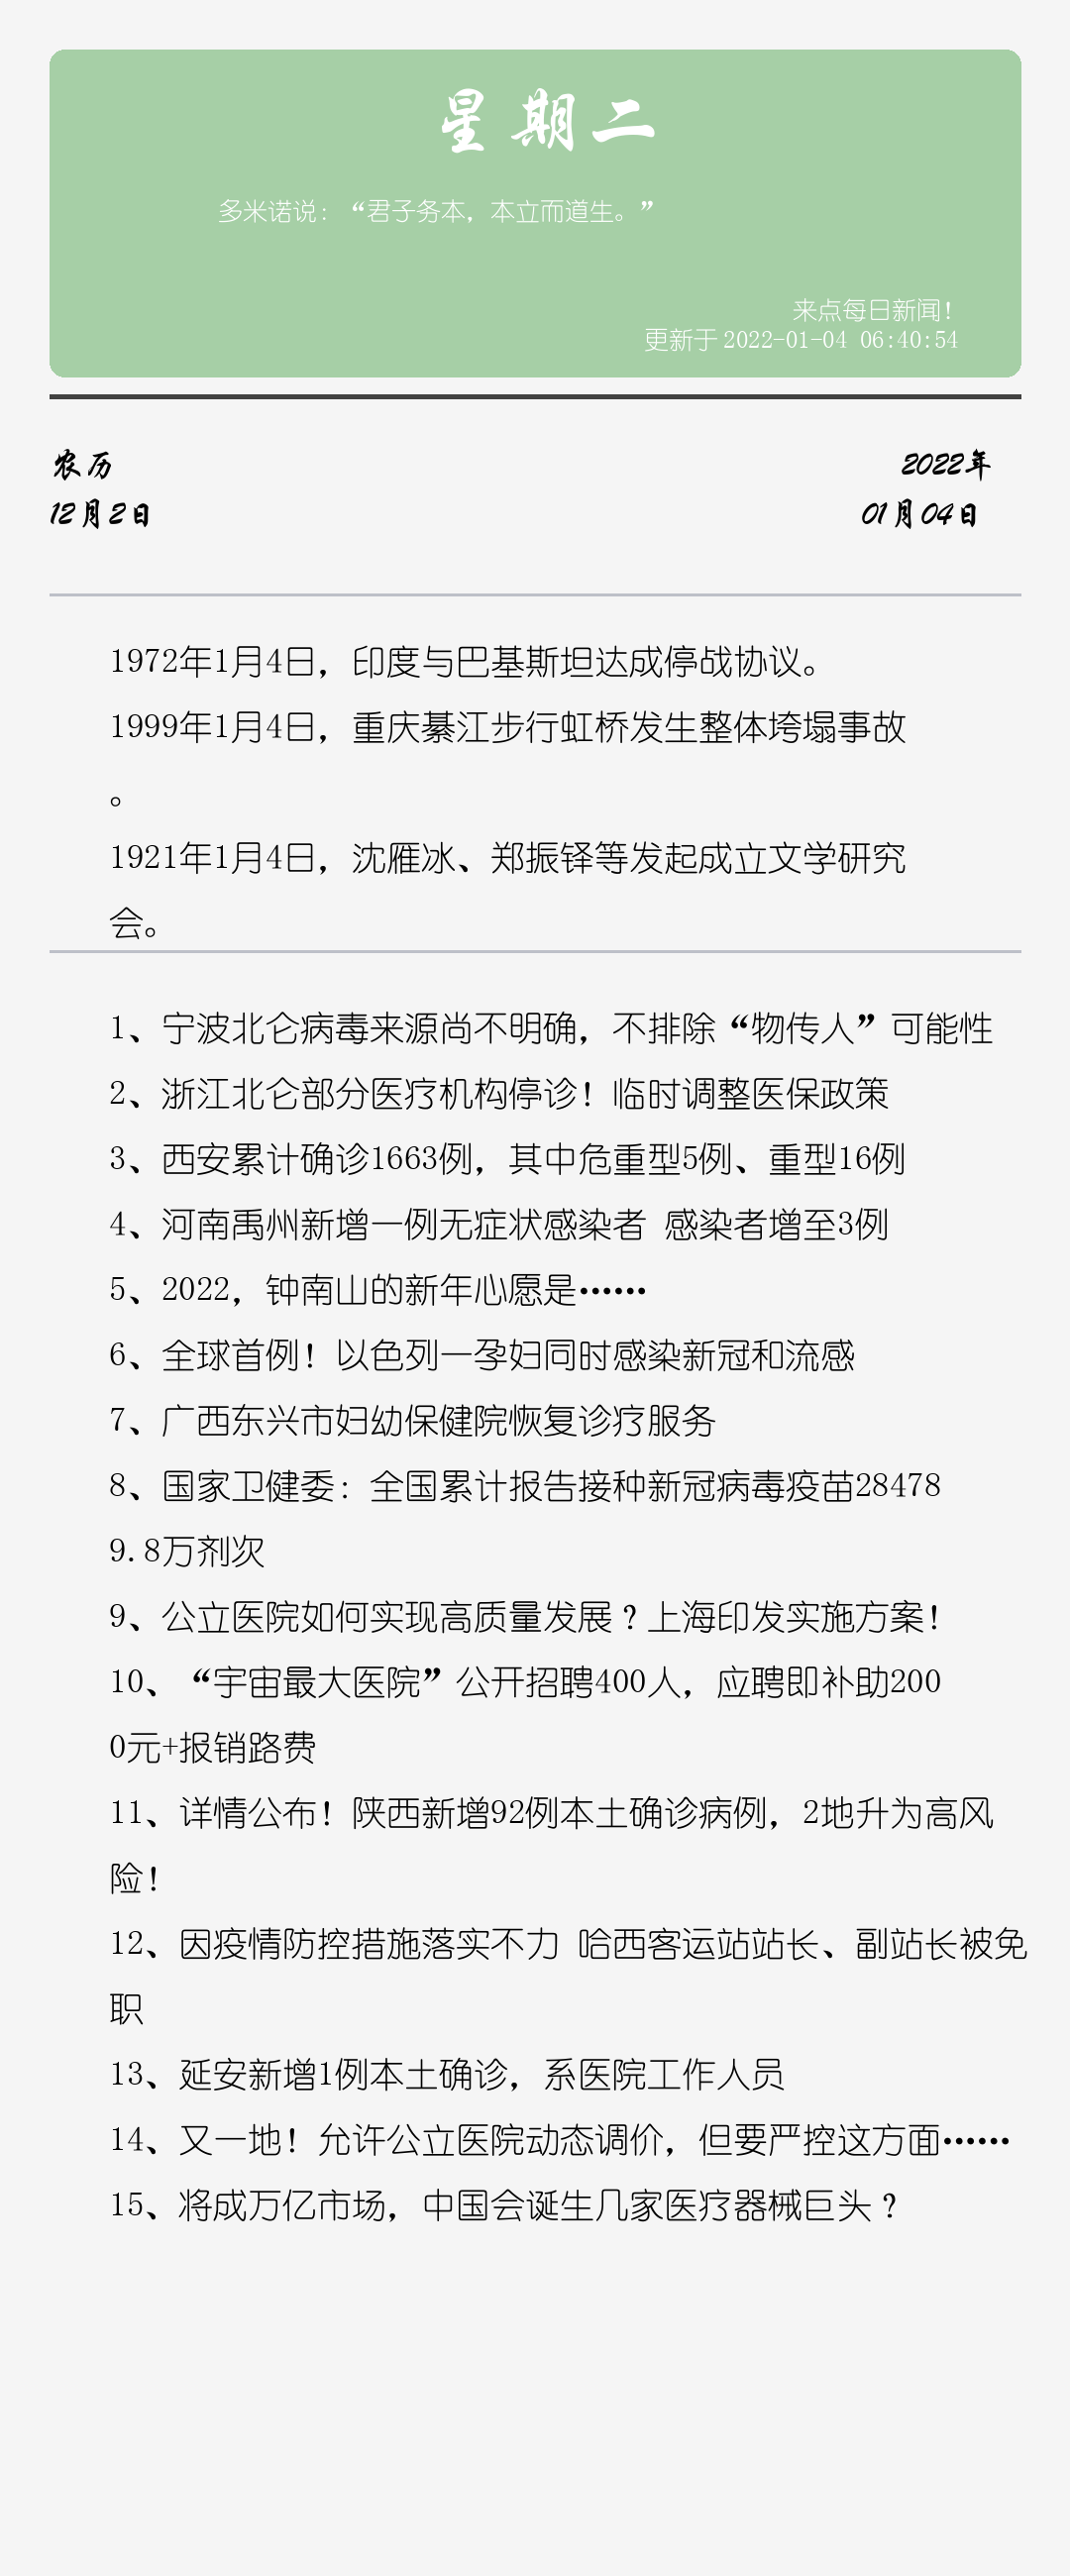 星期二
多米诺说：“君子务本，本立而道生。”
来点每日新闻！
更新于 2022-01-04 06:40:54
农历
2022年
12月2日
01月04日
1972年1月4日，印度与巴基斯坦达成停战协议。
1999年1月4日，重庆綦江步行虹桥发生整体垮塌事故
。
1921年1月4日，沈雁冰、郑振铎等发起成立文学研究
会。
1、宁波北仑病毒来源尚不明确，不排除“物传人”可能性
2、浙江北仑部分医疗机构停诊！临时调整医保政策
3、西安累计确诊1663例，其中危重型5例、重型16例
4、河南禹州新增一例无症状感染者 感染者增至3例
5、2022，钟南山的新年心愿是……
6、全球首例！以色列一孕妇同时感染新冠和流感
7、广西东兴市妇幼保健院恢复诊疗服务
8、国家卫健委：全国累计报告接种新冠病毒疫苗28478
9.8万剂次
9、公立医院如何实现高质量发展？上海印发实施方案！
10、“宇宙最大医院”公开招聘400人，应聘即补助200
0元+报销路费
11、详情公布！陕西新增92例本土确诊病例，2地升为高风
险！
12、因疫情防控措施落实不力 哈西客运站站长、副站长被免
职
13、延安新增1例本土确诊，系医院工作人员
14、又一地！允许公立医院动态调价，但要严控这方面……
15、将成万亿市场，中国会诞生几家医疗器械巨头？